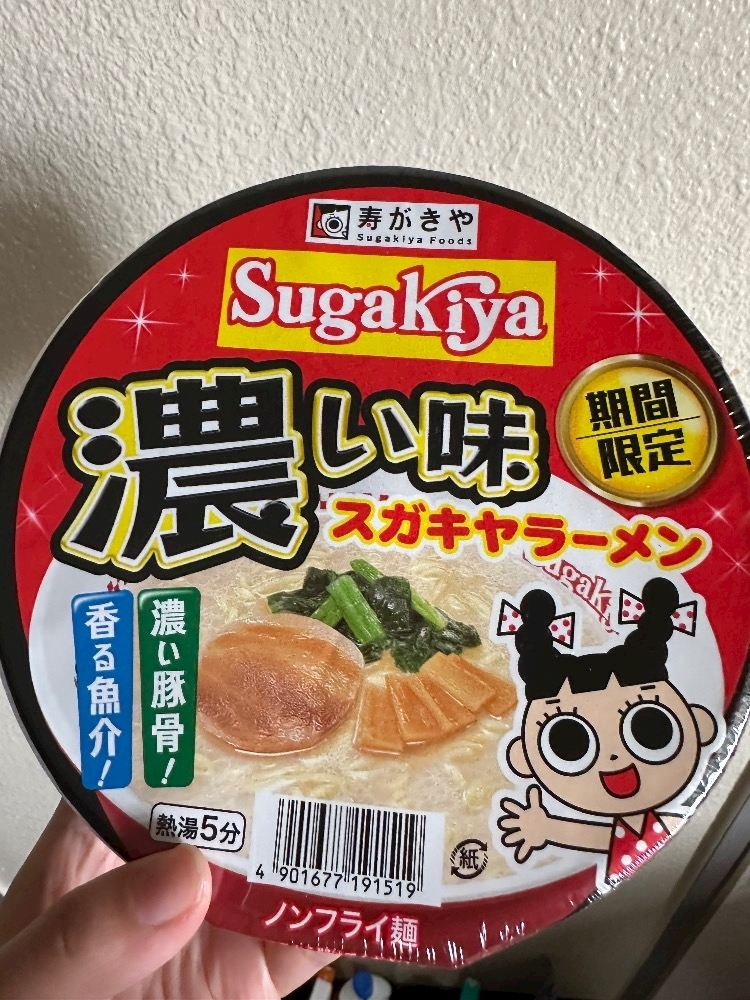 寿がきや
Sugakiya Foods
Sugakiya
期間
限定
濃い味
スガキヤラーメン
濃い豚骨!
香る魚介!
熱湯5分
4 901677 191519
紙
ノンフライ麺